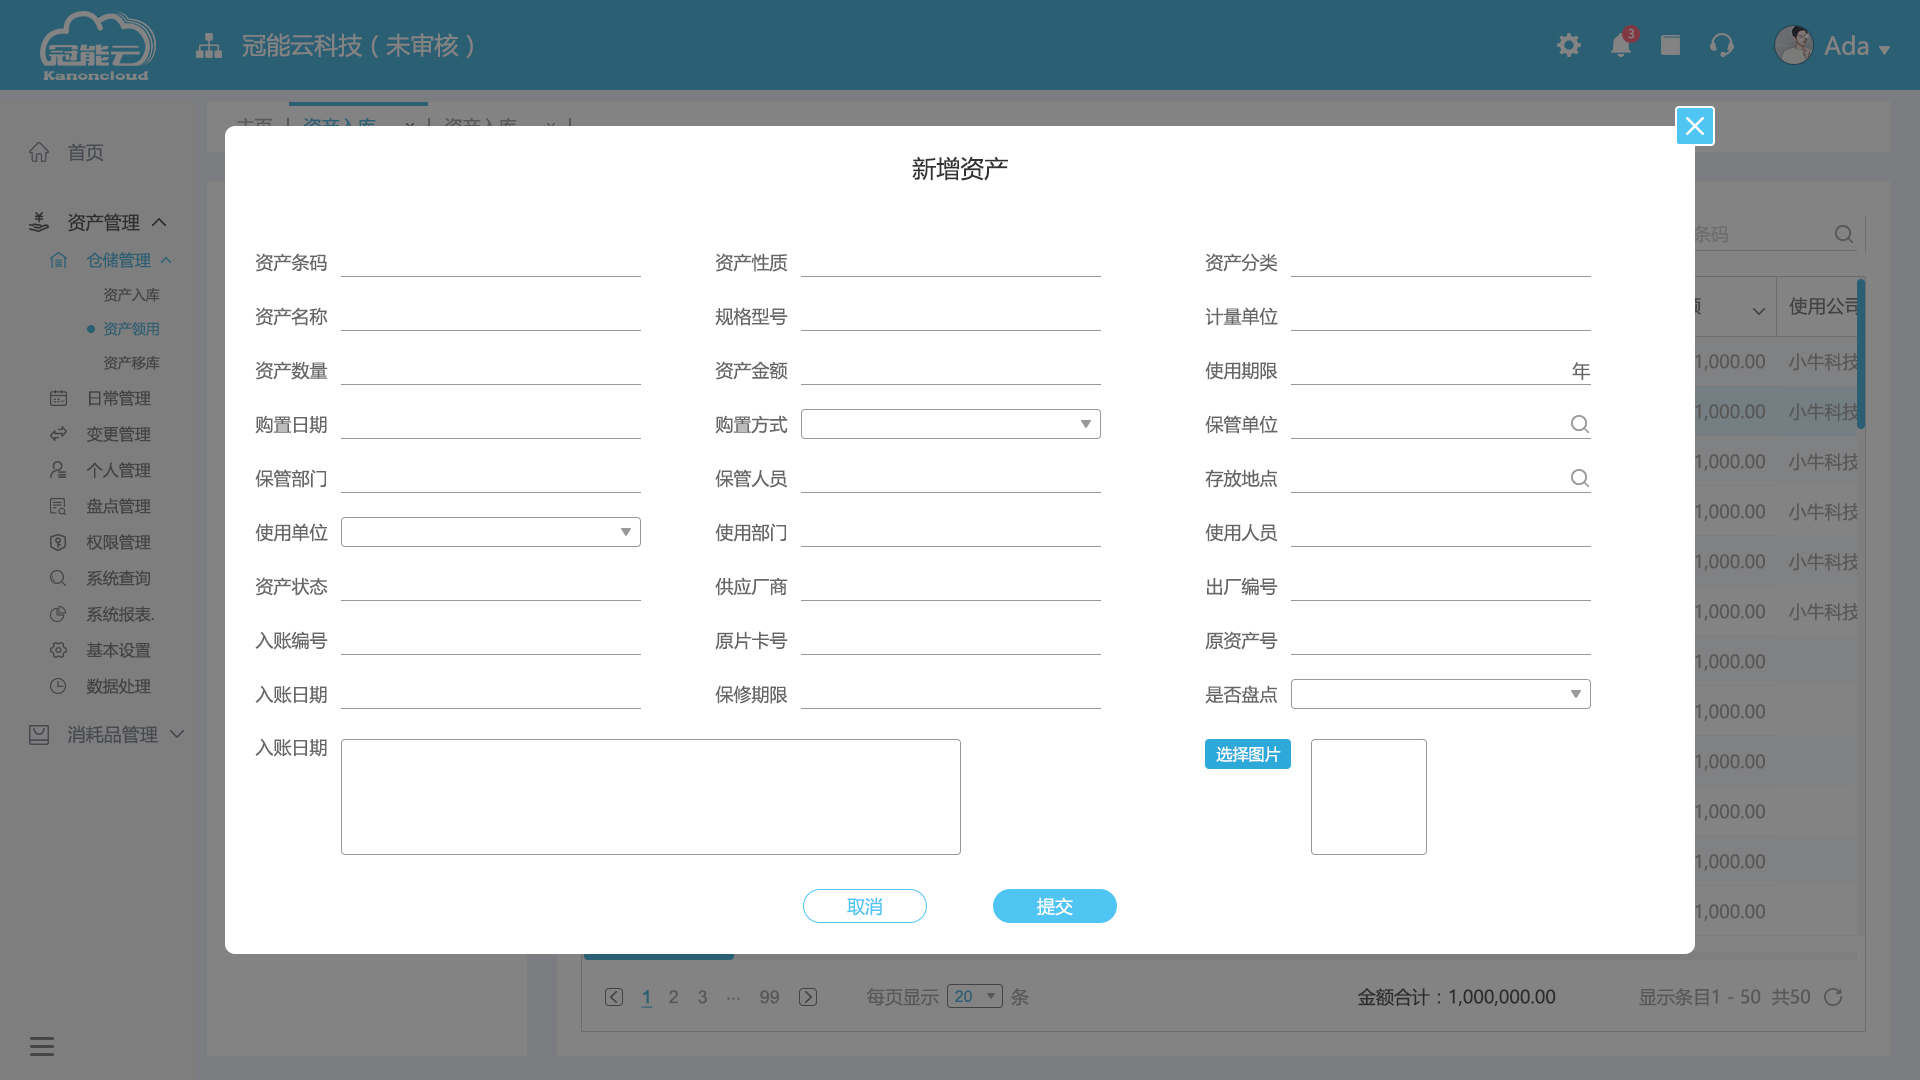 冠能云
Kanoncloud
冠能云科技（未审核）
3
Ada
首页
资产管理
仓储管理
资产入库
资产领用
资产移库
日常管理
变更管理
个人管理
盘点管理
权限管理
系统查询
系统报表.
基本设置
数据处理
消耗品管理
主页
资产入库
资产入库
新增资产
资产条码
资产性质
资产分类
资产名称
规格型号
计量单位
资产数量
资产金额
使用期限 年
购置日期
购置方式
保管单位
保管部门
保管人员
存放地点
使用单位
使用部门
使用人员
资产状态
供应厂商
出厂编号
入账编号
原片卡号
原资产号
入账日期
保修期限
是否盘点
入账日期
选择图片
取消
提交
条码
使用公司
1,000.00 小牛科技
1,000.00 小牛科技
1,000.00 小牛科技
1,000.00 小牛科技
1,000.00 小牛科技
1,000.00 小牛科技
1,000.00
1,000.00
1,000.00
1,000.00
1,000.00
1,000.00
1 2 3 ... 99
每页显示 20 条
金额合计：1,000,000.00
显示条目1 - 50 共50